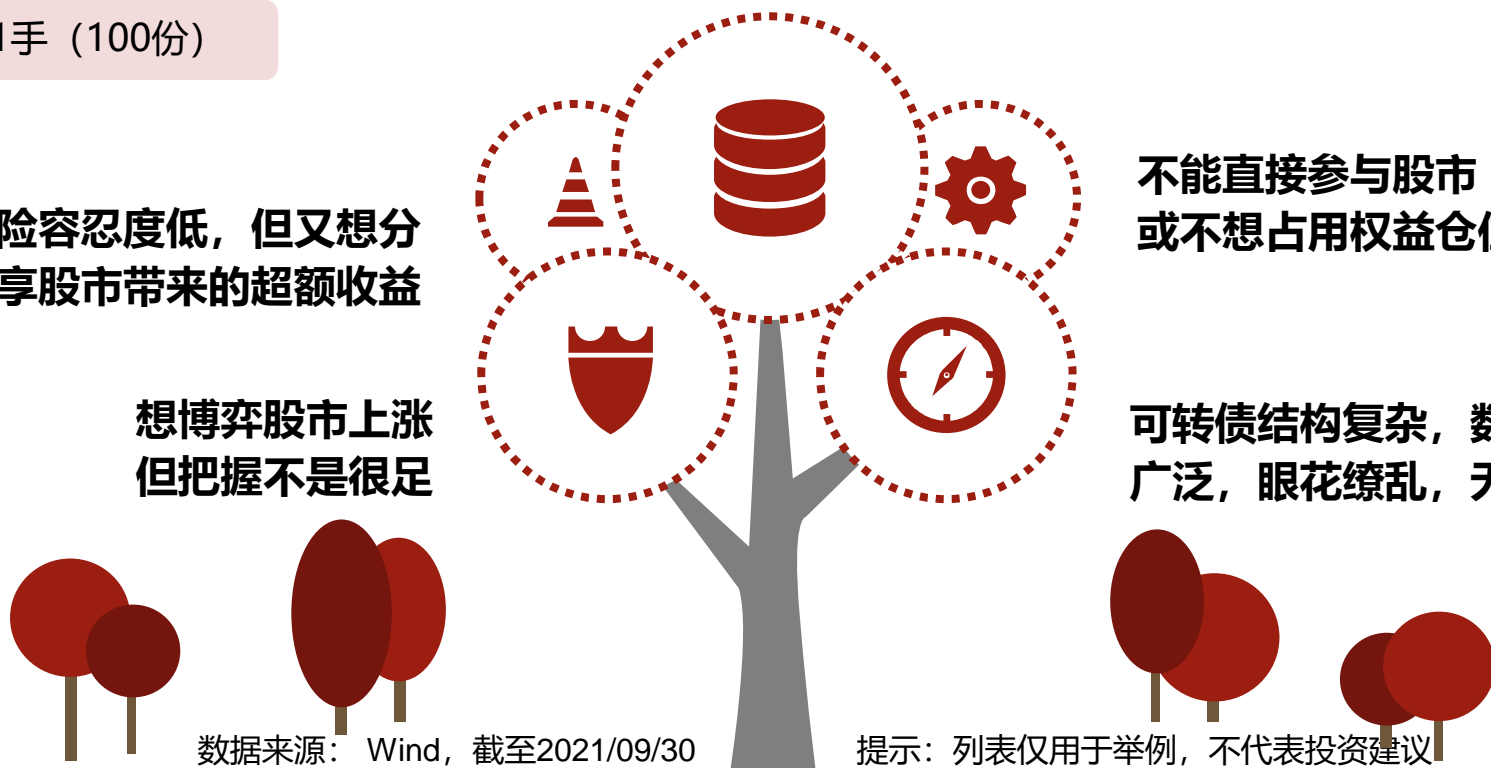 1手（100份）
险容忍度低，但又想分
享股市带来的超额收益
不能直接参与股市
或不想占用权益仓
想博弈股市上涨
但把握不是很足
可转债结构复杂，数
广泛，眼花缭乱，无
数据来源： Wind，截至2021/09/30
提示：列表仅用于举例，不代表投资建议